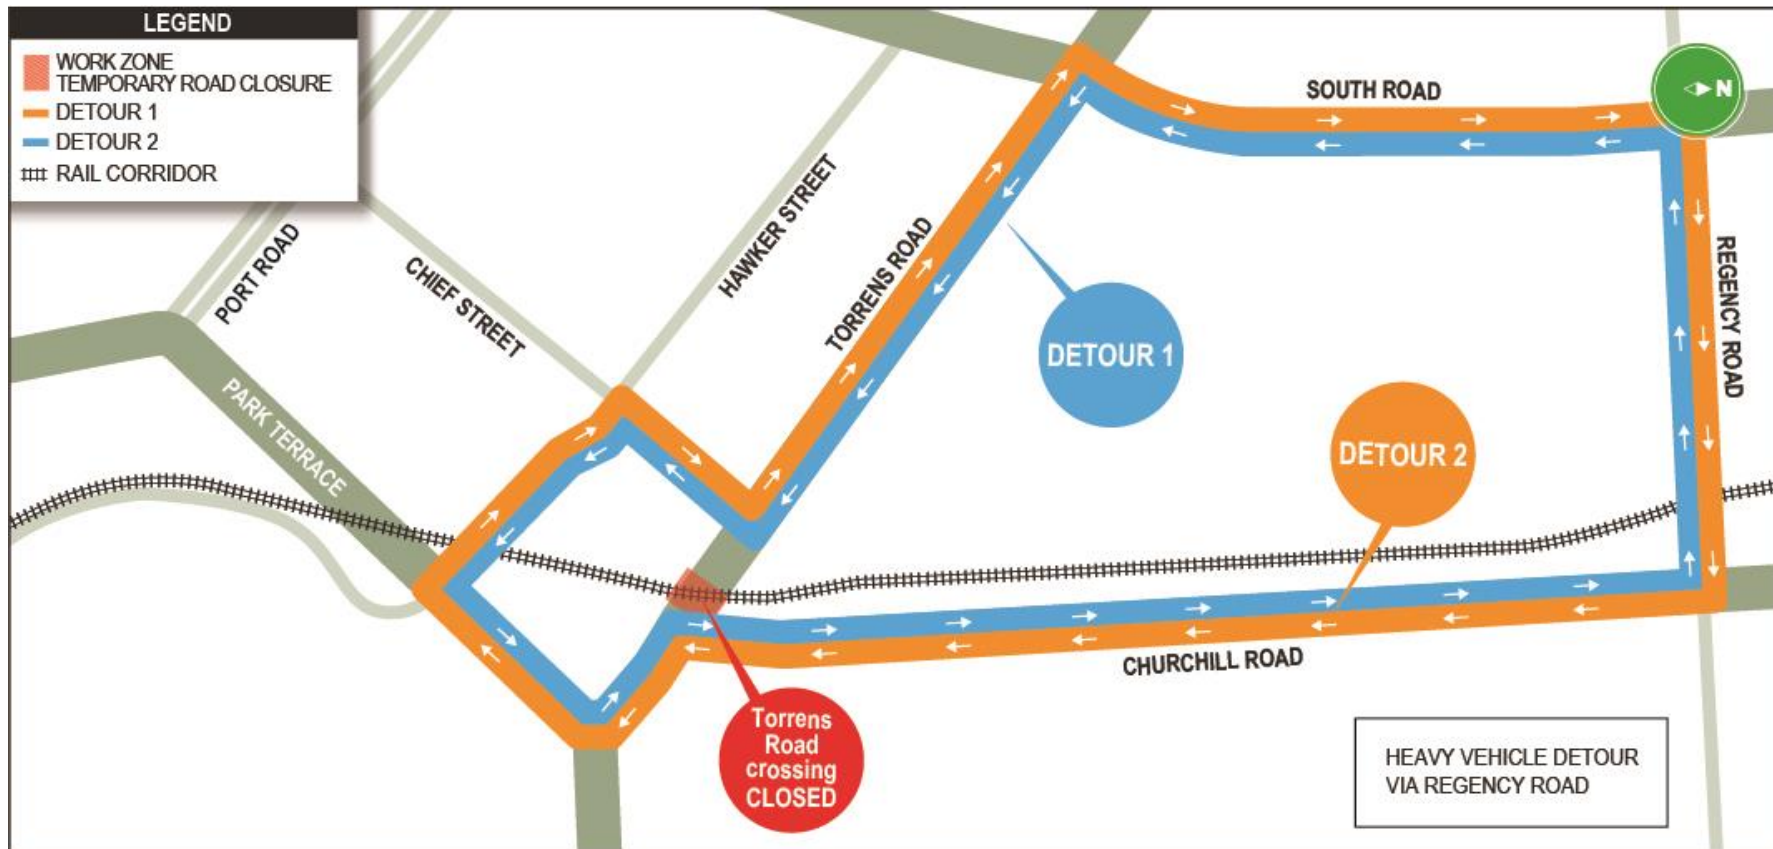 LEGEND
WORK ZONE
TEMPORARY ROAD CLOSURE
DETOUR 1
DETOUR 2
RAIL CORRIDOR
SOUTH ROAD
N
PORT ROAD
CHIEF STREET
HAWKER STREET
TORRENS ROAD
REGENCY ROAD
PARK TERRACE
DETOUR 1
DETOUR 2
CHURCHILL ROAD
Torrens
Road
crossing
CLOSED
HEAVY VEHICLE DETOUR
VIA REGENCY ROAD